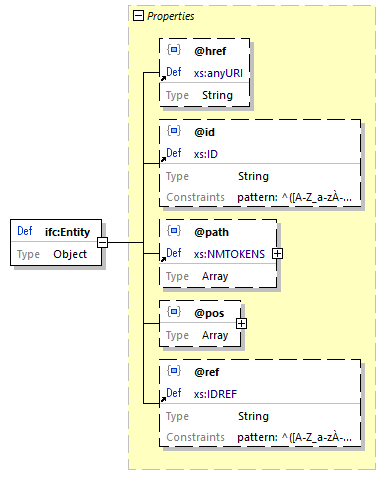 Properties
@href
Def xs:anyURI
Type String
@id
Def xs:ID
Type String
Constraints pattern: ^([A-Z_a-zÀ-...
Def ifc:Entity
Type Object
@path
Def xs:NMTOKENS
Type Array
@pos
Type Array
@ref
Def xs:IDREF
Type String
Constraints pattern: ^([A-Z_a-zÀ-...